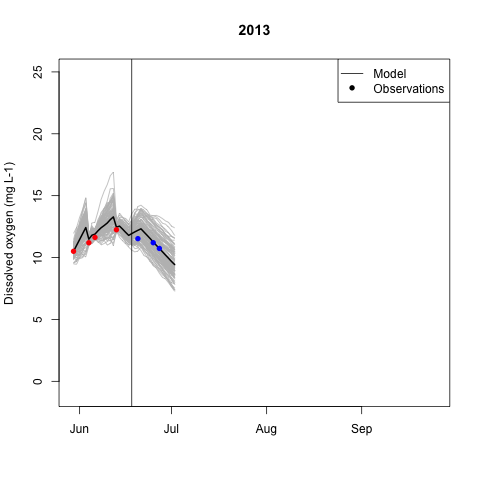 2013
Model
Observations
Dissolved oxygen (mg L-1)
25
20
15
10
5
0
Jun
Jul
Aug
Sep